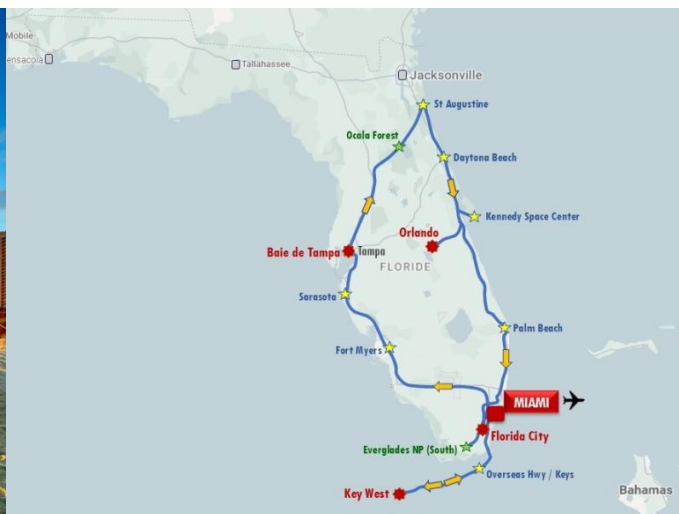 Mobile
ensacola
Tallahassee
Jacksonville
St Augustine
Ocala Forest
Daytona Beach
Kennedy Space Center
Orlando
Baie de Tampa
Tampa
FLORIDE
Sarasota
Palm Beach
Fort Myers
MIAMI
Florida City
Everglades NP (South)
Overseas Hwy / Keys
Key West
Bahamas